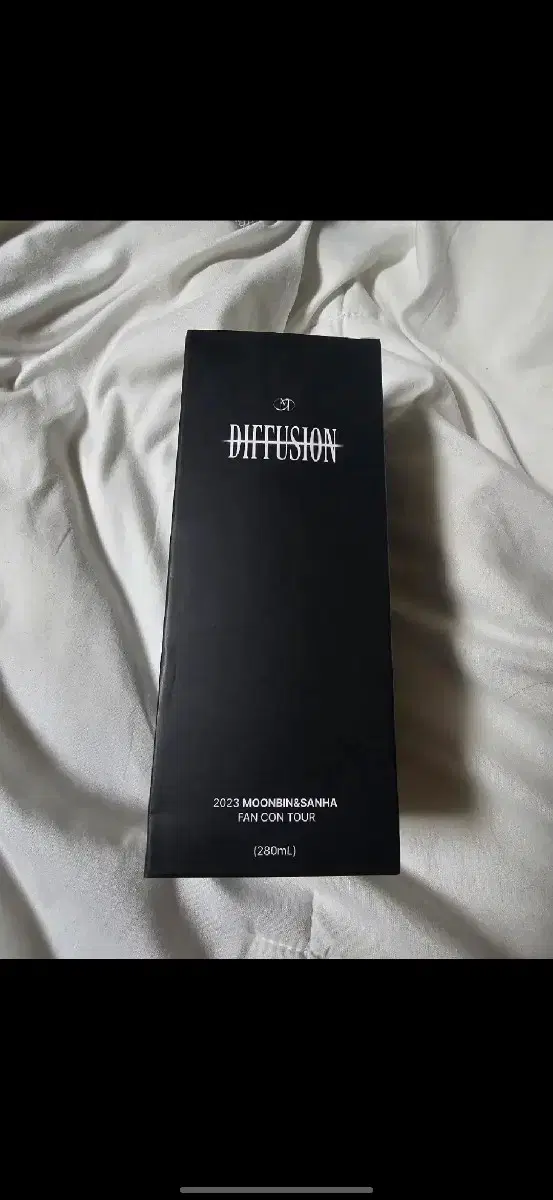 DIFFUSION
2023 MOONBIN&SANHA
FAN CON TOUR
(280mL)